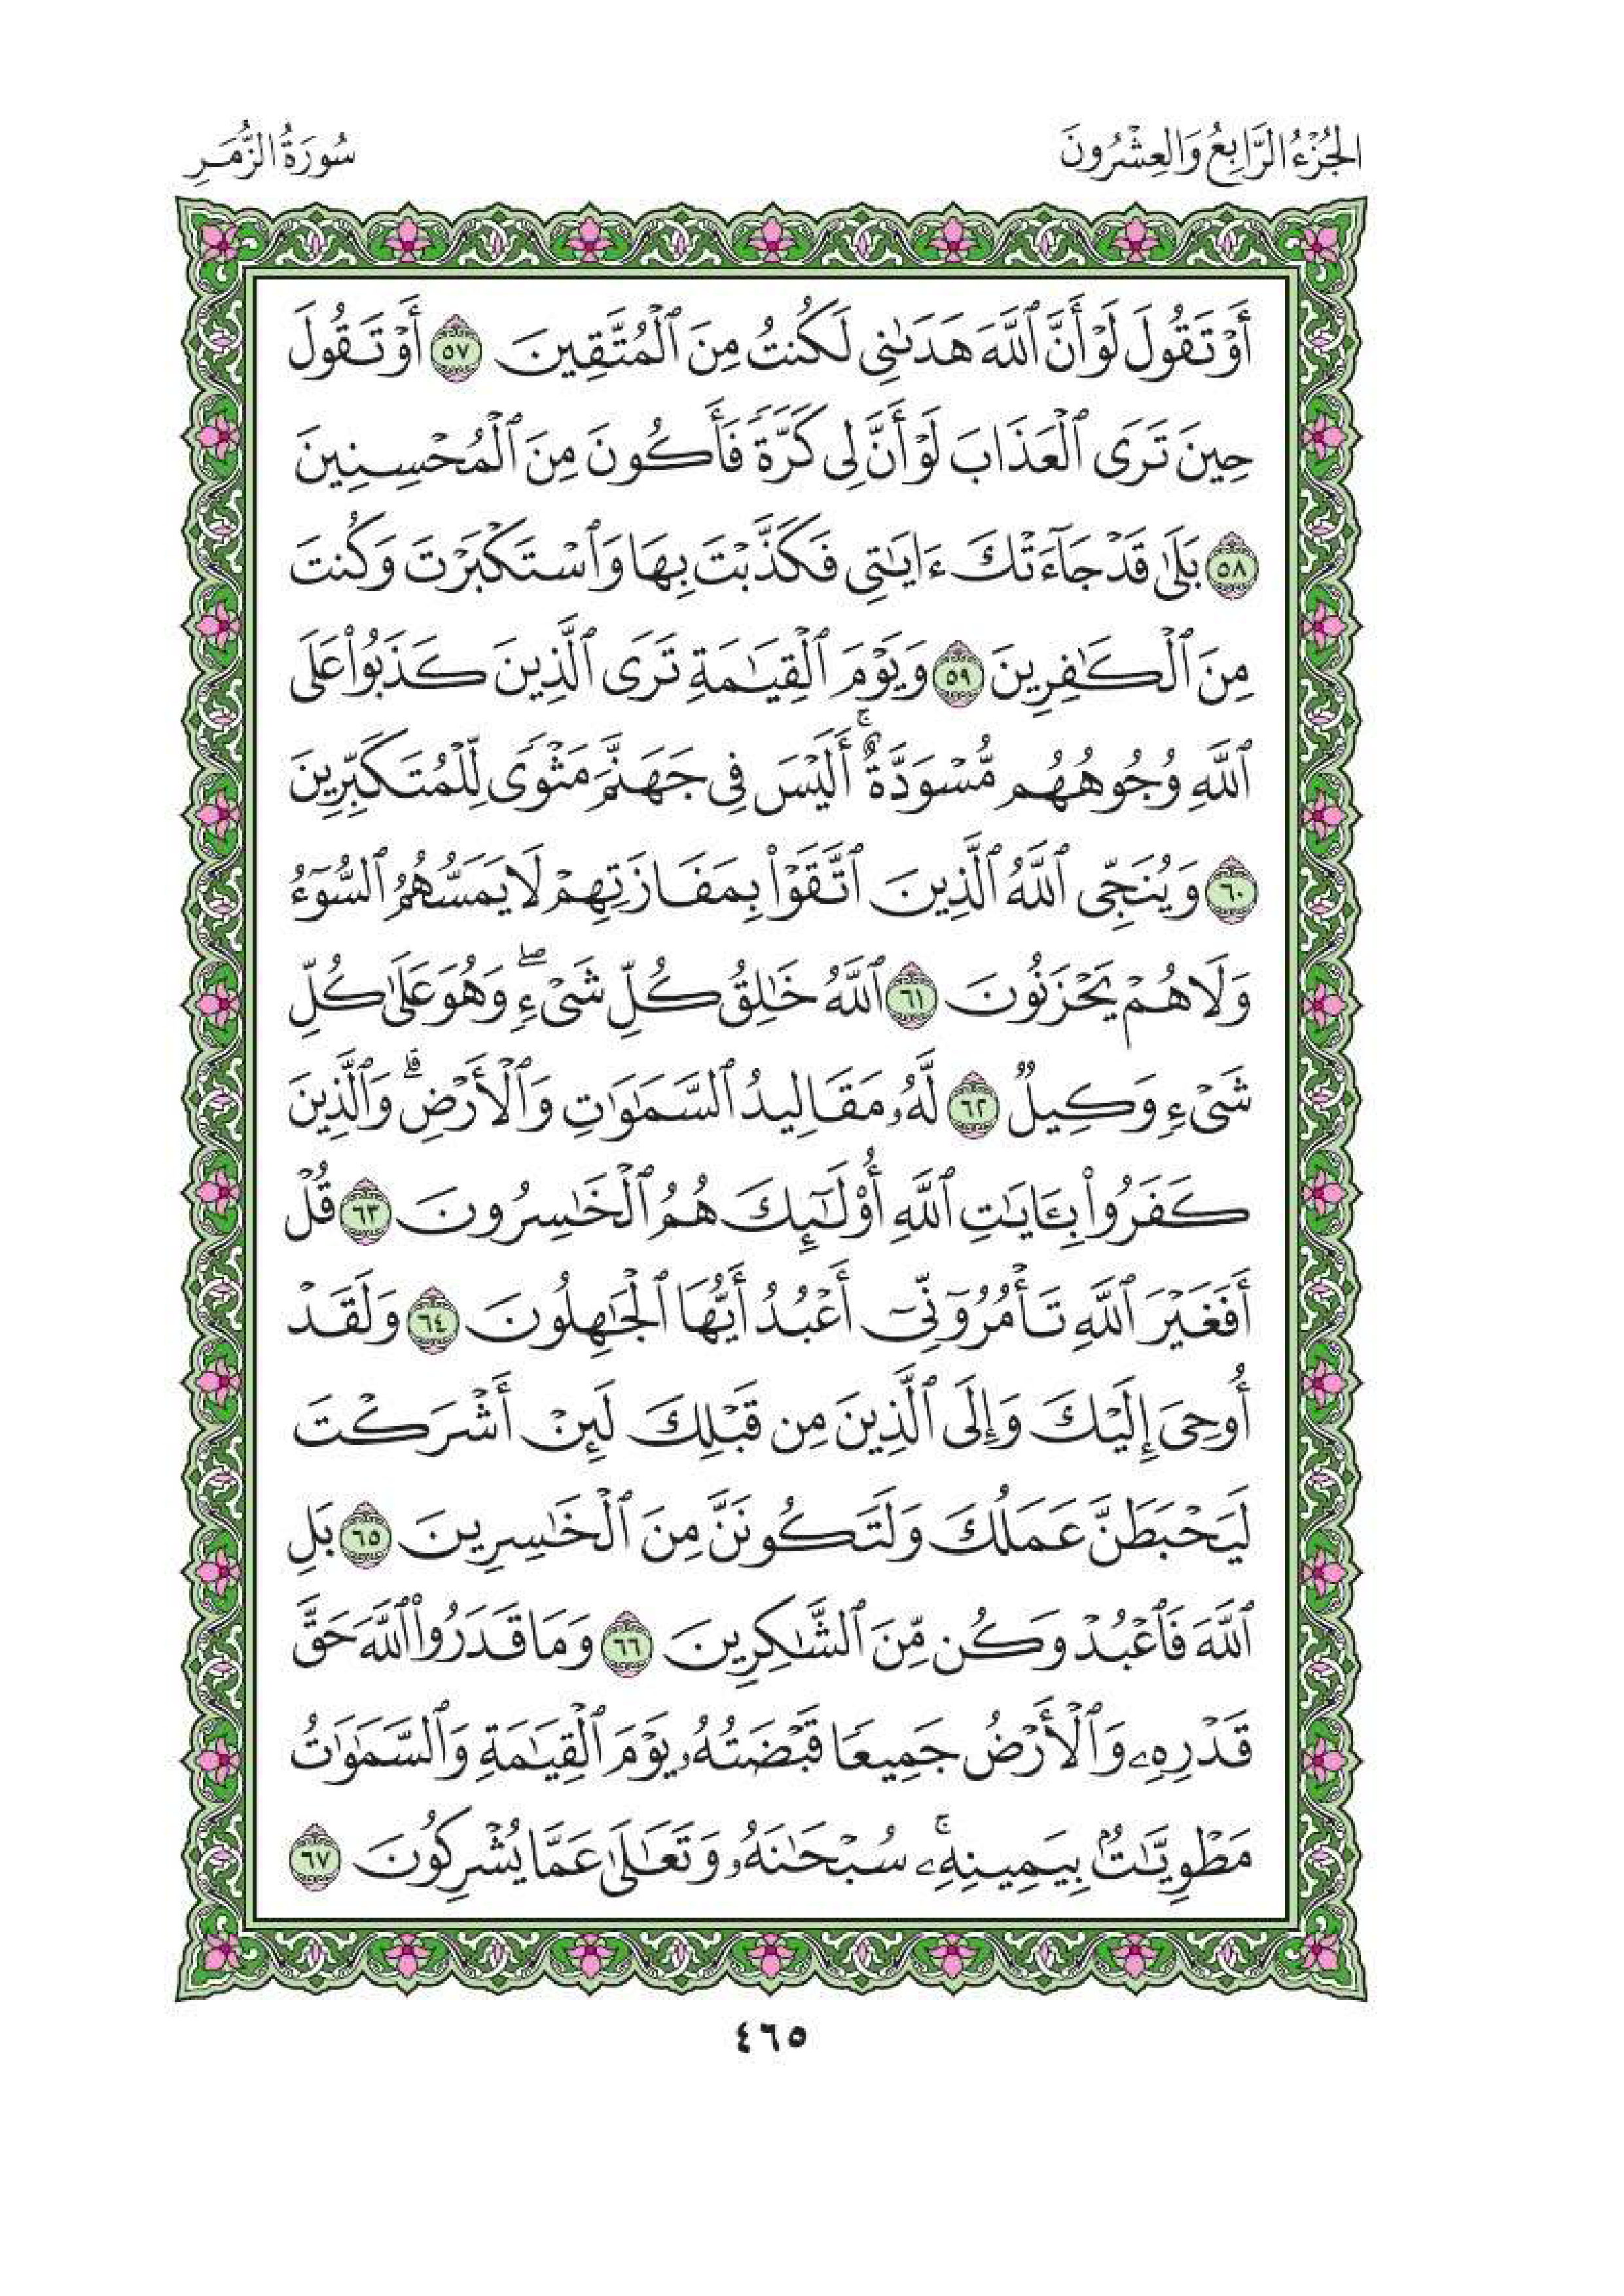 الجُزْءُ الرَّابِعُ وَالعِشْرُونَ
سُورَةُ الزُّمَرِ
أَوْ تَقُولَ لَوْ أَنَّ ٱللَّهَ هَدَىٰنِى لَكُنتُ مِنَ ٱلْمُتَّقِينَ ٥٧ أَوْ تَقُولَ
حِينَ تَرَى ٱلْعَذَابَ لَوْ أَنَّ لِى كَرَّةً فَأَكُونَ مِنَ ٱلْمُحْسِنِينَ
٥٨ بَلَىٰ قَدْ جَآءَتْكَ ءَايَٰتِى فَكَذَّبْتَ بِهَا وَٱسْتَكْبَرْتَ وَكُنتَ
مِنَ ٱلْكَٰفِرِينَ ٥٩ وَيَوْمَ ٱلْقِيَٰمَةِ تَرَى ٱلَّذِينَ كَذَبُوا۟ عَلَى
ٱللَّهِ وُجُوهُهُم مُّسْوَدَّةٌ ۚ أَلَيْسَ فِى جَهَنَّمَ مَثْوًى لِّلْمُتَكَبِّرِينَ
٦٠ وَيُنَجِّى ٱللَّهُ ٱلَّذِينَ ٱتَّقَوْا۟ بِمَفَازَتِهِمْ لَا يَمَسُّهُمُ ٱلسُّوٓءُ
وَلَا هُمْ يَحْزَنُونَ ٦١ ٱللَّهُ خَٰلِقُ كُلِّ شَىْءٍ ۖ وَهُوَ عَلَىٰ كُلِّ
شَىْءٍ وَكِيلٌ ٦٢ لَّهُۥ مَقَالِيدُ ٱلسَّمَٰوَٰتِ وَٱلْأَرْضِ ۗ وَٱلَّذِينَ
كَفَرُوا۟ بِـَٔايَٰتِ ٱللَّهِ أُو۟لَٰٓئِكَ هُمُ ٱلْخَٰسِرُونَ ٦٣ قُلْ
أَفَغَيْرَ ٱللَّهِ تَأْمُرُوٓنِّىٓ أَعْبُدُ أَيُّهَا ٱلْجَٰهِلُونَ ٦٤ وَلَقَدْ
أُوحِىَ إِلَيْكَ وَإِلَى ٱلَّذِينَ مِن قَبْلِكَ لَئِنْ أَشْرَكْتَ
لَيَحْبَطَنَّ عَمَلُكَ وَلَتَكُونَنَّ مِنَ ٱلْخَٰسِرِينَ ٦٥ بَلِ
ٱللَّهَ فَٱعْبُدْ وَكُن مِّنَ ٱلشَّٰكِرِينَ ٦٦ وَمَا قَدَرُوا۟ ٱللَّهَ حَقَّ
قَدْرِهِۦ وَٱلْأَرْضُ جَمِيعًا قَبْضَتُهُۥ يَوْمَ ٱلْقِيَٰمَةِ وَٱلسَّمَٰوَٰتُ
مَطْوِيَّٰتٌۢ بِيَمِينِهِۦ ۚ سُبْحَٰنَهُۥ وَتَعَٰلَىٰ عَمَّا يُشْرِكُونَ ٦٧
٤٦٥